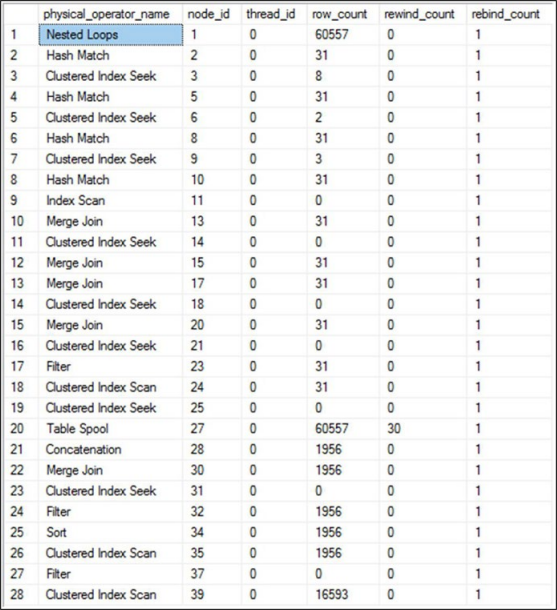 physical_operator_name node_id thread_id row_count rewind_count rebind_count
1 Nested Loops 1 0 60557 0 1
2 Hash Match 2 0 31 0 1
3 Clustered Index Seek 3 0 8 0 1
4 Hash Match 5 0 31 0 1
5 Clustered Index Seek 6 0 2 0 1
6 Hash Match 8 0 31 0 1
7 Clustered Index Seek 9 0 3 0 1
8 Hash Match 10 0 31 0 1
9 Index Scan 11 0 0 0 1
10 Merge Join 13 0 31 0 1
11 Clustered Index Seek 14 0 0 0 1
12 Merge Join 15 0 31 0 1
13 Merge Join 17 0 31 0 1
14 Clustered Index Seek 18 0 0 0 1
15 Merge Join 20 0 31 0 1
16 Clustered Index Seek 21 0 0 0 1
17 Filter 23 0 31 0 1
18 Clustered Index Scan 24 0 31 0 1
19 Clustered Index Seek 25 0 0 0 1
20 Table Spool 27 0 60557 30 1
21 Concatenation 28 0 1956 0 1
22 Merge Join 30 0 1956 0 1
23 Clustered Index Seek 31 0 0 0 1
24 Filter 32 0 1956 0 1
25 Sort 34 0 1956 0 1
26 Clustered Index Scan 35 0 1956 0 1
27 Filter 37 0 0 0 1
28 Clustered Index Scan 39 0 16593 0 1